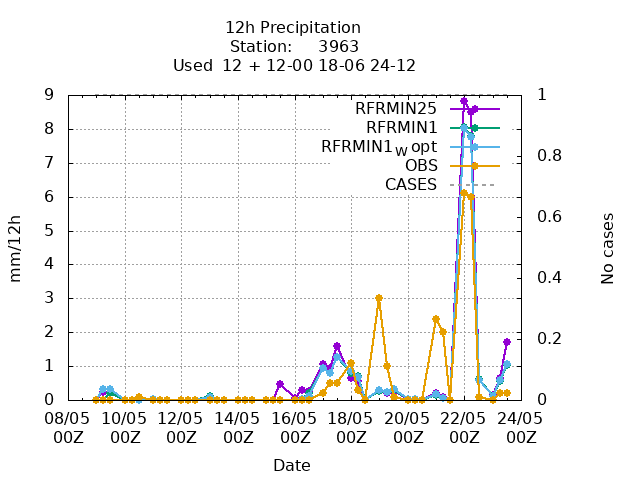 12h Precipitation
Station: 3963
Used 12 + 12-00 18-06 24-12
9 1
RFRMIN25
8 RFRMIN1
RFRMIN1w opt
7 0.8
OBS
CASES
6
0.6
5
mm/12h
No cases
4 0.4
3
2 0.2
1
0 0
08/05 10/05 12/05 14/05 16/05 18/05 20/05 22/05 24/05
00Z 00Z 00Z 00Z 00Z 00Z 00Z 00Z 00Z
Date